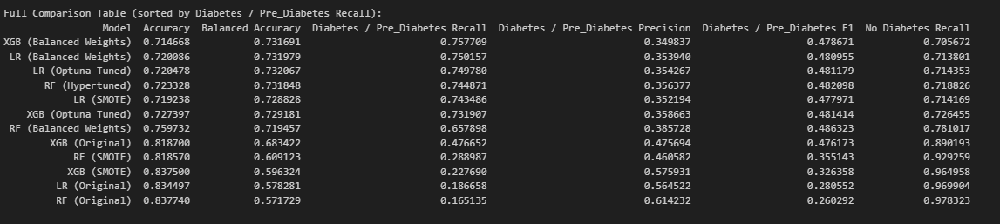 Full Comparison Table (sorted by Diabetes / Pre_Diabetes Recall):
Model Accuracy Balanced Accuracy Diabetes / Pre_Diabetes Recall Diabetes / Pre_Diabetes Precision Diabetes / Pre_Diabetes F1 No Diabetes Recall
XGB (Balanced Weights) 0.714668 0.731691 0.757709 0.349837 0.478671 0.705672
LR (Balanced Weights) 0.720086 0.731979 0.750157 0.353940 0.480955 0.713801
LR (Optuna Tuned) 0.720478 0.732067 0.749780 0.354267 0.481179 0.714353
RF (Hypertuned) 0.723328 0.731848 0.744871 0.356377 0.482098 0.718826
LR (SMOTE) 0.719238 0.728828 0.743486 0.352194 0.477971 0.714169
XGB (Optuna Tuned) 0.727397 0.729181 0.731907 0.358663 0.481414 0.726455
RF (Balanced Weights) 0.759732 0.719457 0.657898 0.385728 0.486323 0.781017
XGB (Original) 0.818700 0.683422 0.476652 0.475694 0.476173 0.890193
RF (SMOTE) 0.818570 0.609123 0.288987 0.460582 0.355143 0.929259
XGB (SMOTE) 0.837500 0.596324 0.227690 0.575931 0.326358 0.964958
LR (Original) 0.834497 0.578281 0.186658 0.564522 0.280552 0.969904
RF (Original) 0.837740 0.571729 0.165135 0.614232 0.260292 0.978323